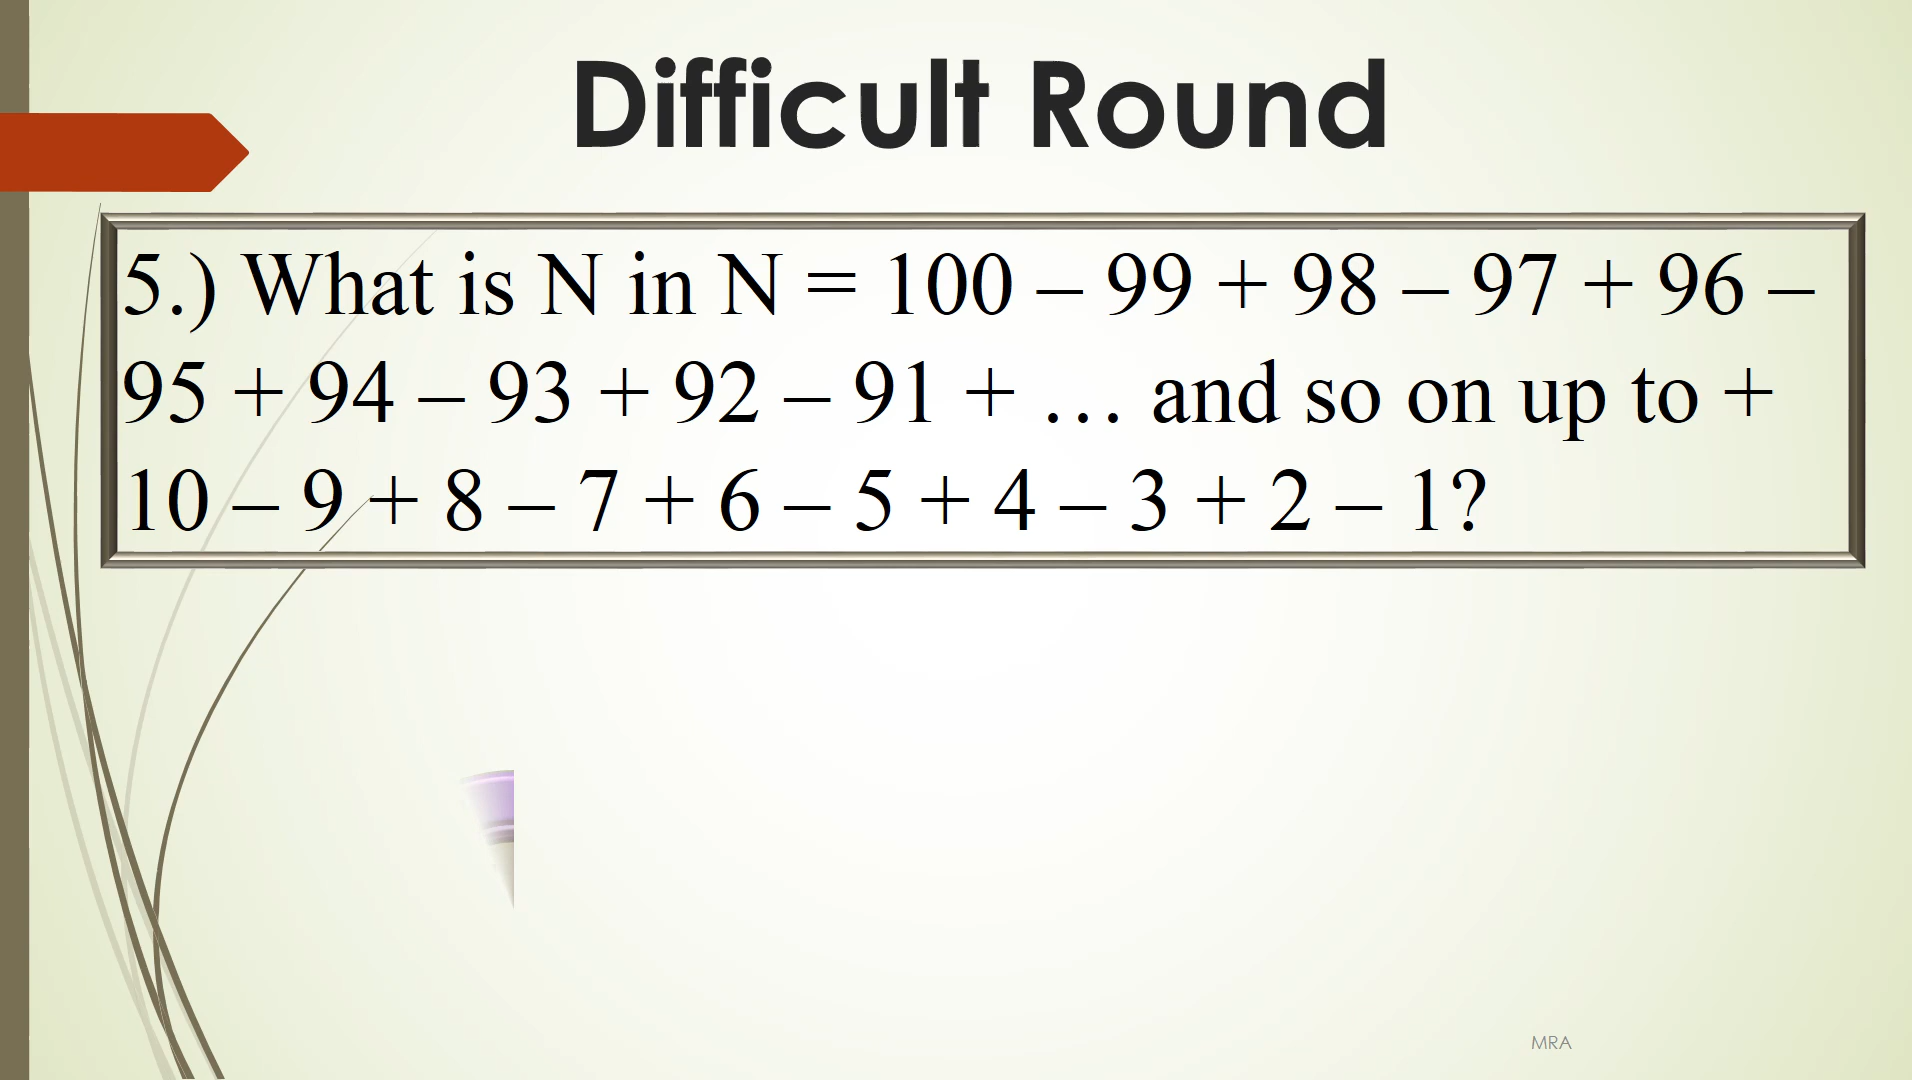 Difficult Round
5.) What is N in N = 100 – 99 + 98 – 97 + 96 –
95 + 94 – 93 + 92 – 91 + … and so on up to +
10 – 9 + 8 – 7 + 6 – 5 + 4 – 3 + 2 – 1?
MRA